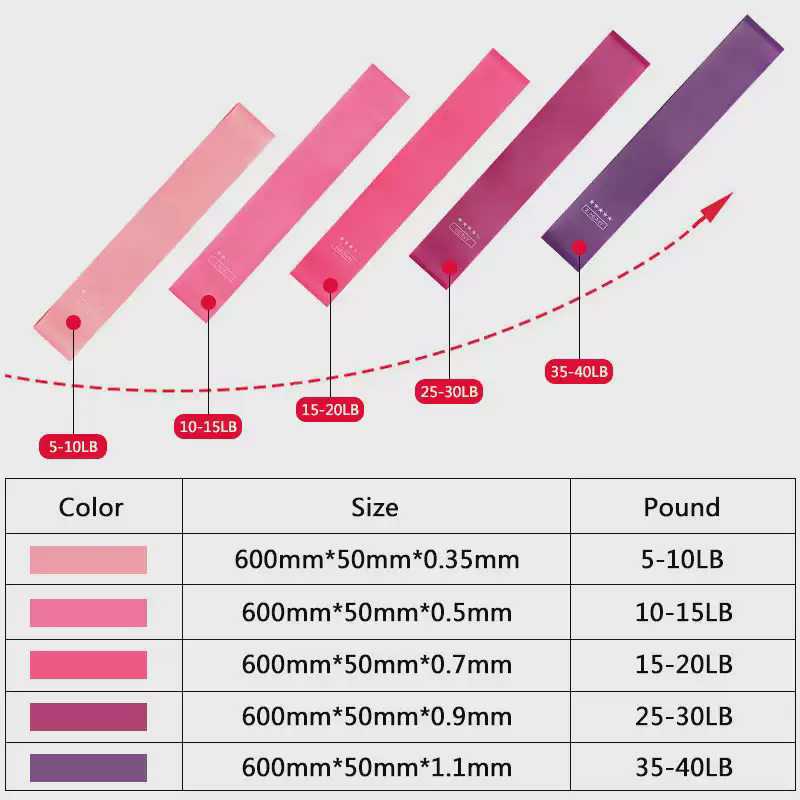 35-40LB
25-30LB
15-20LB
10-15LB
5-10LB
Color Size Pound
600mm*50mm*0.35mm 5-10LB
600mm*50mm*0.5mm 10-15LB
600mm*50mm*0.7mm 15-20LB
600mm*50mm*0.9mm 25-30LB
600mm*50mm*1.1mm 35-40LB